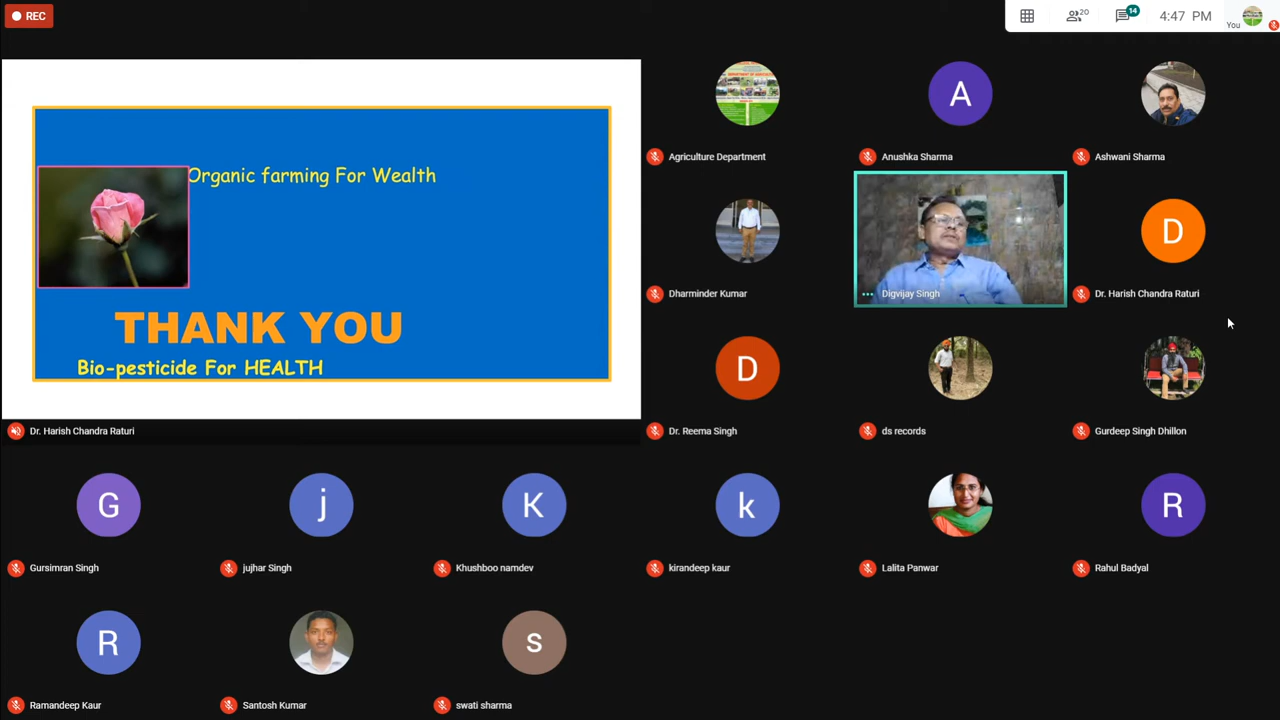 REC
20
14
4:47 PM
You
Organic farming For Wealth
THANK YOU
Bio-pesticide For HEALTH
Dr. Harish Chandra Raturi
Agriculture Department
A
Anushka Sharma
Ashwani Sharma
Dharminder Kumar
Digvijay Singh
D
Dr. Harish Chandra Raturi
D
Dr. Reema Singh
ds records
Gurdeep Singh Dhillon
G
Gursimran Singh
j
jujhar Singh
K
Khushboo namdev
k
kirandeep kaur
Lalita Panwar
R
Rahul Badyal
R
Ramandeep Kaur
Santosh Kumar
s
swati sharma